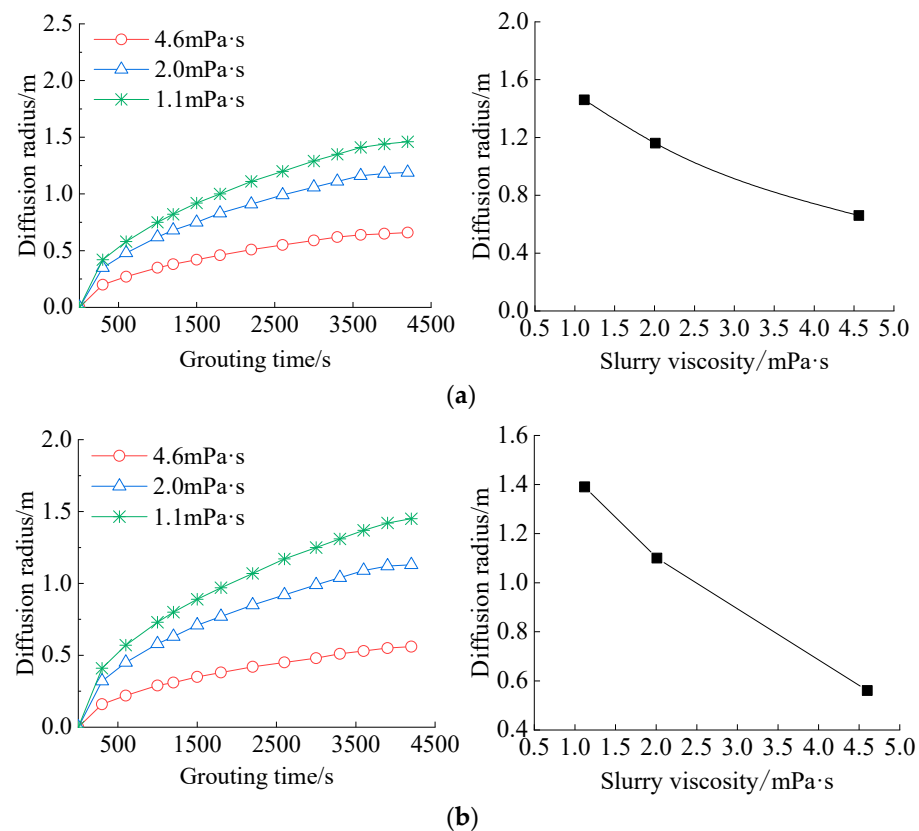 2.5
2.0
1.5
1.0
0.5
0.0
Diffusion radius/m
4.6mPa·s
2.0mPa·s
1.1mPa·s
500 1500 2500 3500 4500
Grouting time/s
2.0
1.6
1.2
0.8
0.4
0.0
Diffusion radius/m
0.5 1.0 1.5 2.0 2.5 3.0 3.5 4.0 4.5 5.0
Slurry viscosity/mPa·s
(a)
2.0
1.5
1.0
0.5
0.0
Diffusion radius/m
4.6mPa·s
2.0mPa·s
1.1mPa·s
500 1500 2500 3500 4500
Grouting time/s
1.6
1.4
1.2
1.0
0.8
0.6
0.4
Diffusion radius/m
0.5 1.0 1.5 2.0 2.5 3.0 3.5 4.0 4.5 5.0
Slurry viscosity/mPa·s
(b)